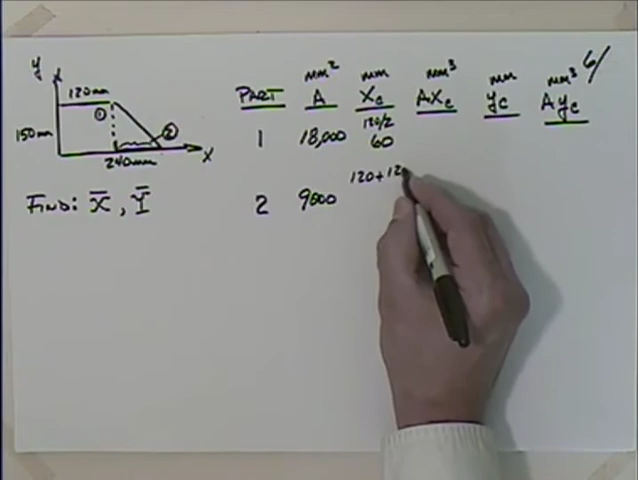 6/
y
120mm
①
②
150mm
240mm
X
FIND: X̅, Y̅
mm² mm mm³ mm mm³
PART A Xc AXc yc Ayc
120/2
1 18,000 60
120+12
2 9000